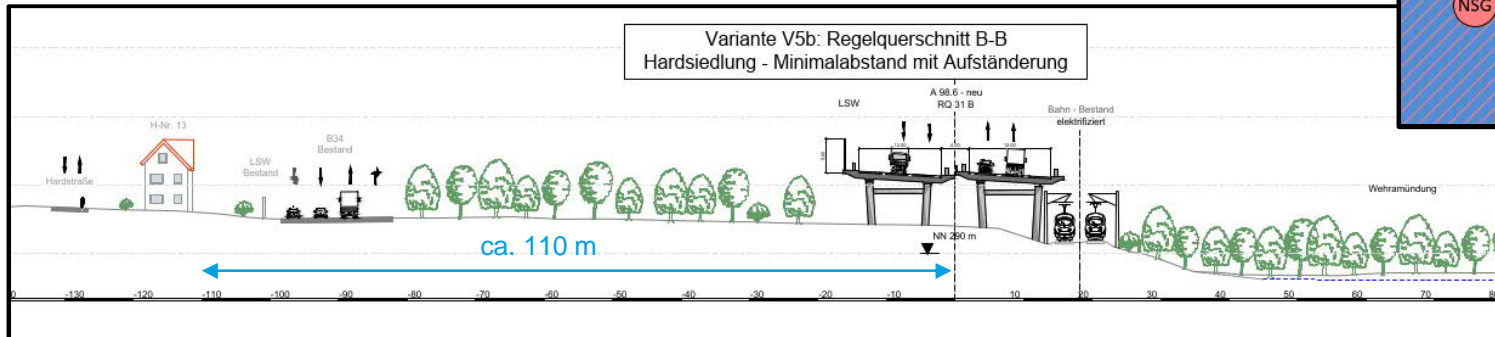 NSG
Variante V5b: Regelquerschnitt B-B
Hardsiedlung - Minimalabstand mit Aufständerung
A 98.6 - neu
RQ 31 B
LSW
Bahn - Bestand
elektrifiziert
H-Nr. 13
B34
Bestand
LSW
Bestand
Hardstraße
Wehramündung
NN 290 m
ca. 110 m
0 -130 -120 -110 -100 -90 -80 -70 -60 -50 -40 -30 -20 -10 10 20 30 40 50 60 70 80